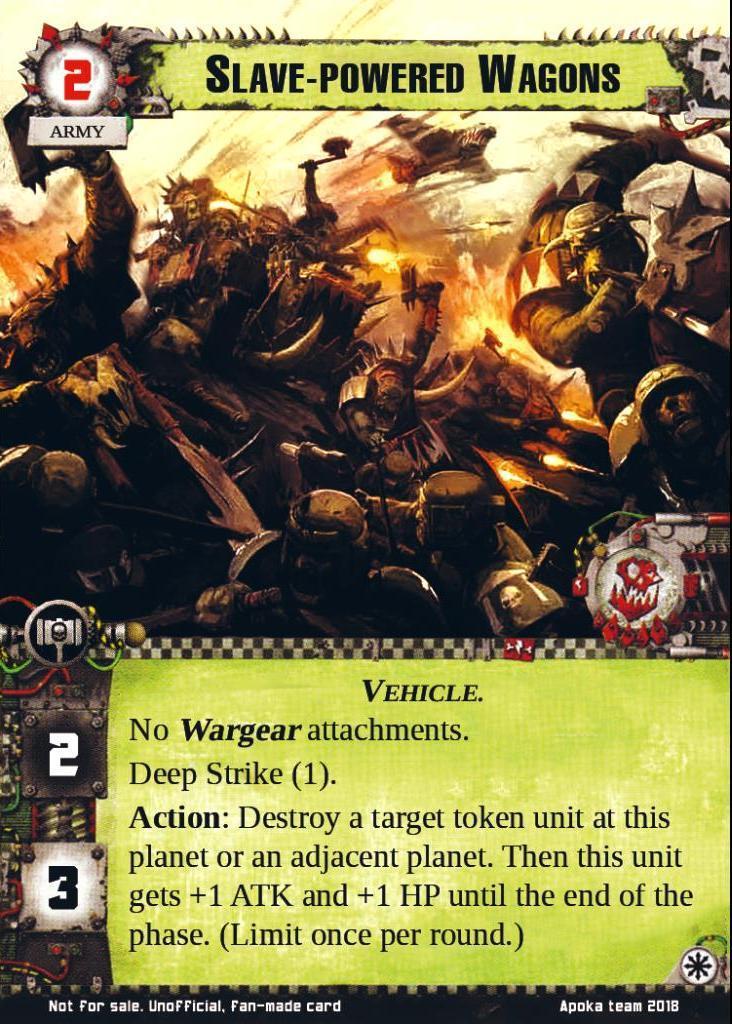 2
SLAVE-POWERED WAGONS
ARMY
VEHICLE.
No Wargear attachments.
2
Deep Strike (1).
Action: Destroy a target token unit at this
planet or an adjacent planet. Then this unit
3
gets +1 ATK and +1 HP until the end of the
phase. (Limit once per round.)
Not for sale. Unofficial, fan-made card
Apoka team 2018